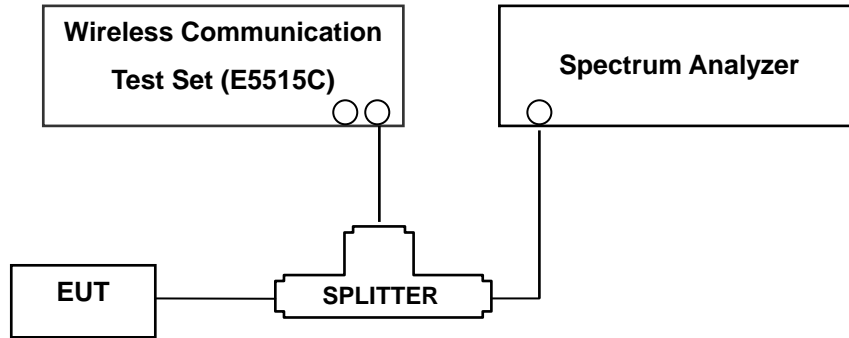 Wireless Communication
Test Set (E5515C)
Spectrum Analyzer
EUT
SPLITTER